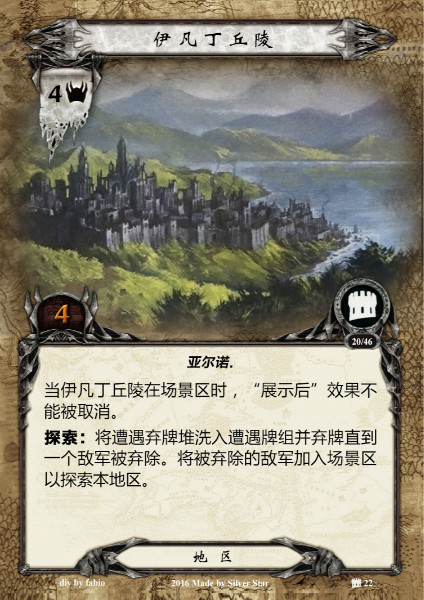 伊凡丁丘陵
4
4
20/46
亚尔诺.
当伊凡丁丘陵在场景区时，“展示后”效果不
能被取消。
探索：将遭遇弃牌堆洗入遭遇牌组并弃牌直到
一个敌军被弃除。将被弃除的敌军加入场景区
以探索本地区。
地 区
diy by fabio 2016 Made by Silver Star 22